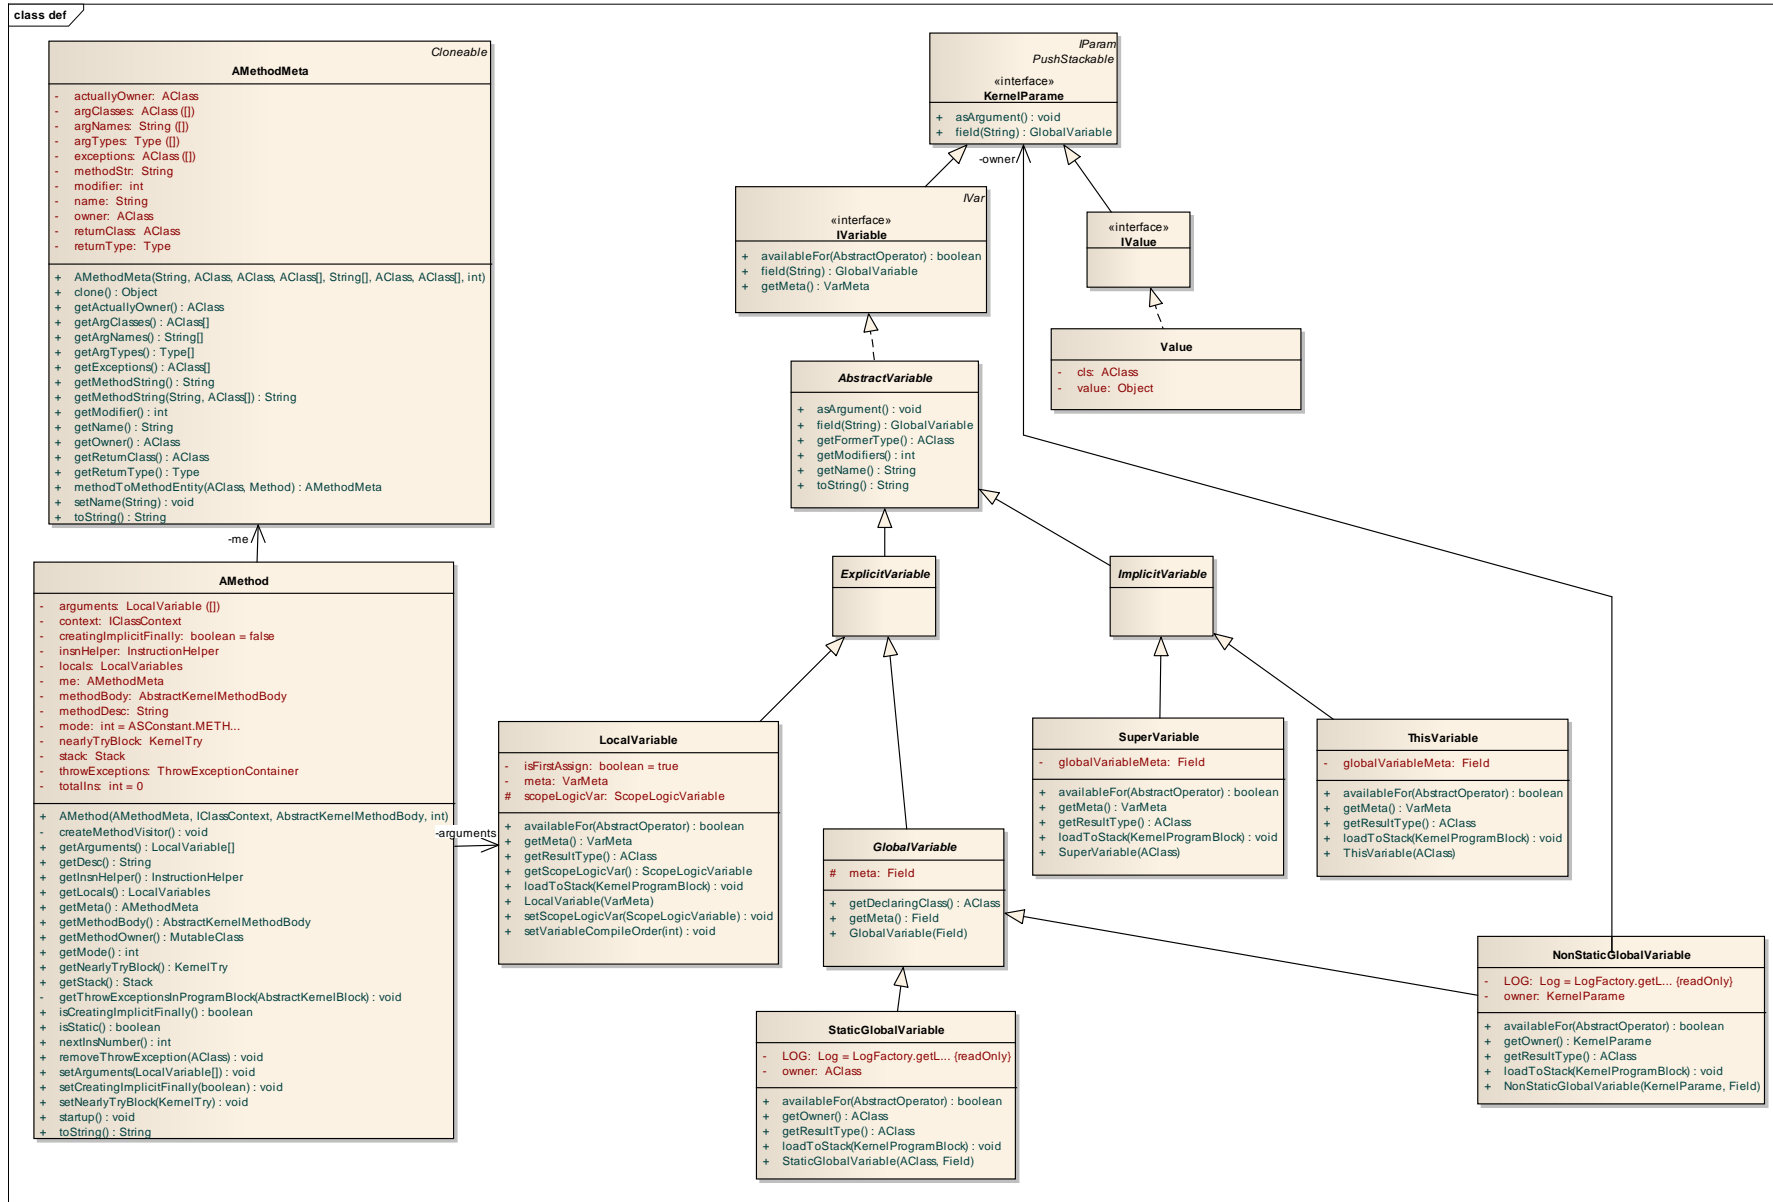 class def
Cloneable
AMethodMeta
- actuallyOwner: AClass
- argClasses: AClass ([])
- argNames: String ([])
- argTypes: Type ([])
- exceptions: AClass ([])
- methodStr: String
- modifier: int
- name: String
- owner: AClass
- returnClass: AClass
- returnType: Type
+ AMethodMeta(String, AClass, AClass, AClass[], String[], AClass, AClass[], int)
+ clone() : Object
+ getActuallyOwner() : AClass
+ getArgClasses() : AClass[]
+ getArgNames() : String[]
+ getArgTypes() : Type[]
+ getExceptions() : AClass[]
+ getMethodString() : String
+ getMethodString(String, AClass[]) : String
+ getModifier() : int
+ getName() : String
+ getOwner() : AClass
+ getReturnClass() : AClass
+ getReturnType() : Type
+ methodToMethodEntity(AClass, Method) : AMethodMeta
+ setName(String) : void
+ toString() : String
-me
AMethod
- arguments: LocalVariable ([])
- context: IClassContext
- creatingImplicitFinally: boolean = false
- insnHelper: InstructionHelper
- locals: LocalVariables
- me: AMethodMeta
- methodBody: AbstractKernelMethodBody
- methodDesc: String
- mode: int = ASConstant.METH...
- nearlyTryBlock: KernelTry
- stack: Stack
- throwExceptions: ThrowExceptionContainer
- totalIns: int = 0
+ AMethod(AMethodMeta, IClassContext, AbstractKernelMethodBody, int)
- createMethodVisitor() : void
+ getArguments() : LocalVariable[]
+ getDesc() : String
+ getInsnHelper() : InstructionHelper
+ getLocals() : LocalVariables
+ getMeta() : AMethodMeta
+ getMethodBody() : AbstractKernelMethodBody
+ getMethodOwner() : MutableClass
+ getMode() : int
+ getNearlyTryBlock() : KernelTry
+ getStack() : Stack
- getThrowExceptionsInProgramBlock(AbstractKernelBlock) : void
+ isCreatingImplicitFinally() : boolean
+ isStatic() : boolean
+ nextInsNumber() : int
+ removeThrowException(AClass) : void
+ setArguments(LocalVariable[]) : void
+ setCreatingImplicitFinally(boolean) : void
+ setNearlyTryBlock(KernelTry) : void
+ startup() : void
+ toString() : String
-arguments
IParam
PushStackable
«interface»
KernelParame
+ asArgument() : void
+ field(String) : GlobalVariable
-owner
IVar
«interface»
IVariable
+ availableFor(AbstractOperator) : boolean
+ field(String) : GlobalVariable
+ getMeta() : VarMeta
«interface»
IValue
Value
- cls: AClass
- value: Object
AbstractVariable
+ asArgument() : void
+ field(String) : GlobalVariable
+ getFormerType() : AClass
+ getModifiers() : int
+ getName() : String
+ toString() : String
ExplicitVariable
ImplicitVariable
LocalVariable
- isFirstAssign: boolean = true
- meta: VarMeta
# scopeLogicVar: ScopeLogicVariable
+ availableFor(AbstractOperator) : boolean
+ getMeta() : VarMeta
+ getResultType() : AClass
+ getScopeLogicVar() : ScopeLogicVariable
+ loadToStack(KernelProgramBlock) : void
+ LocalVariable(VarMeta)
+ setScopeLogicVar(ScopeLogicVariable) : void
+ setVariableCompileOrder(int) : void
SuperVariable
- globalVariableMeta: Field
+ availableFor(AbstractOperator) : boolean
+ getMeta() : VarMeta
+ getResultType() : AClass
+ loadToStack(KernelProgramBlock) : void
+ SuperVariable(AClass)
ThisVariable
- globalVariableMeta: Field
+ availableFor(AbstractOperator) : boolean
+ getMeta() : VarMeta
+ getResultType() : AClass
+ loadToStack(KernelProgramBlock) : void
+ ThisVariable(AClass)
GlobalVariable
# meta: Field
+ getDeclaringClass() : AClass
+ getMeta() : Field
+ GlobalVariable(Field)
NonStaticGlobalVariable
- LOG: Log = LogFactory.getL... {readOnly}
- owner: KernelParame
+ availableFor(AbstractOperator) : boolean
+ getOwner() : KernelParame
+ getResultType() : AClass
+ loadToStack(KernelProgramBlock) : void
+ NonStaticGlobalVariable(KernelParame, Field)
StaticGlobalVariable
- LOG: Log = LogFactory.getL... {readOnly}
- owner: AClass
+ availableFor(AbstractOperator) : boolean
+ getOwner() : AClass
+ getResultType() : AClass
+ loadToStack(KernelProgramBlock) : void
+ StaticGlobalVariable(AClass, Field)